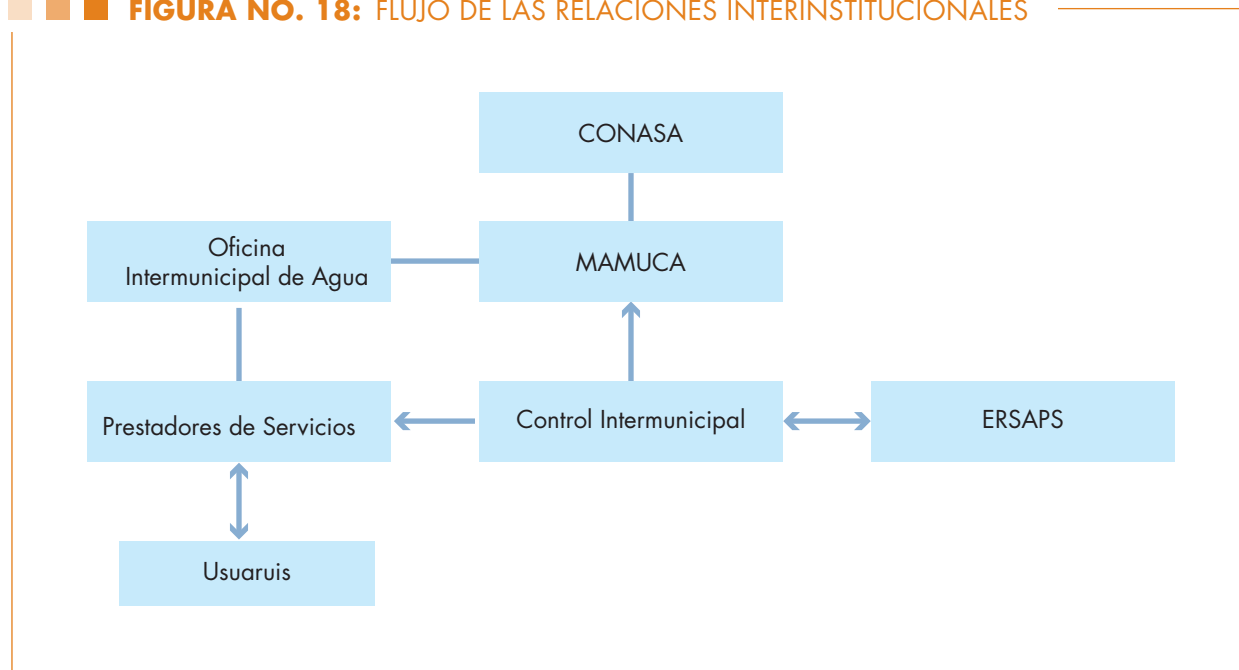 FIGURA NO. 18: FLUJO DE LAS RELACIONES INTERINSTITUCIONALES
CONASA
Oficina
Intermunicipal de Agua
MAMUCA
Prestadores de Servicios
Control Intermunicipal
ERSAPS
Usuaruis